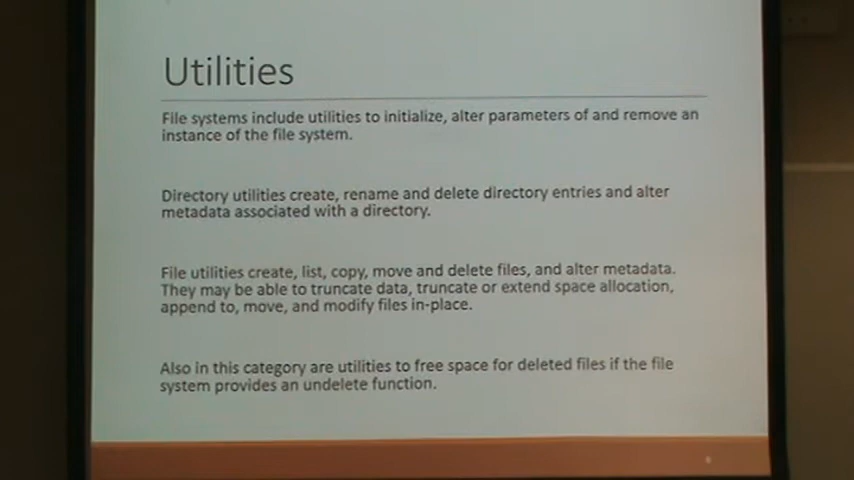 Utilities
File systems include utilities to initialize, alter parameters of and remove an
instance of the file system.
Directory utilities create, rename and delete directory entries and alter
metadata associated with a directory.
File utilities create, list, copy, move and delete files, and alter metadata.
They may be able to truncate data, truncate or extend space allocation,
append to, move, and modify files in-place.
Also in this category are utilities to free space for deleted files if the file
system provides an undelete function.